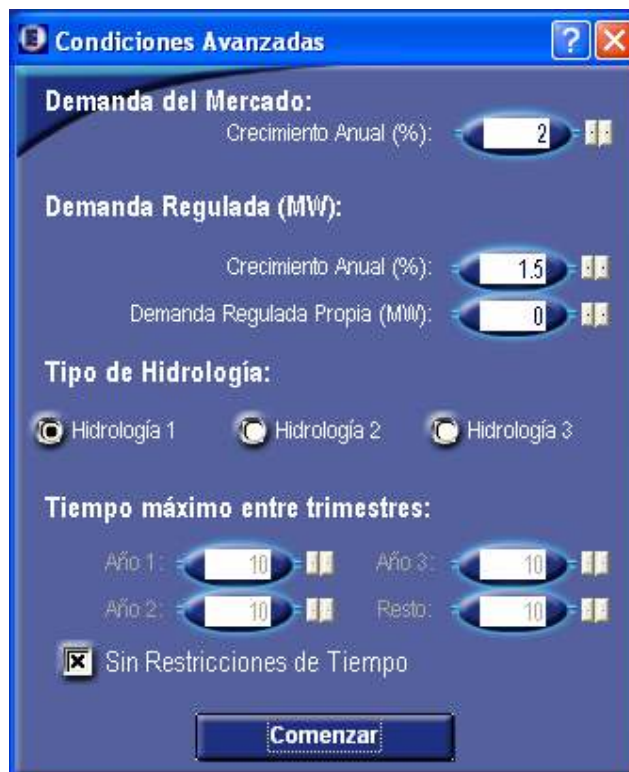 E Condiciones Avanzadas ?
Demanda del Mercado:
Crecimiento Anual (%): 2
Demanda Regulada (MW):
Crecimiento Anual (%): 1.5
Demanda Regulada Propia (MW): 0
Tipo de Hidrología:
Hidrología 1 Hidrología 2 Hidrología 3
Tiempo máximo entre trimestres:
Año 1: 10 Año 3: 10
Año 2: 10 Resto: 10
Sin Restricciones de Tiempo
Comenzar